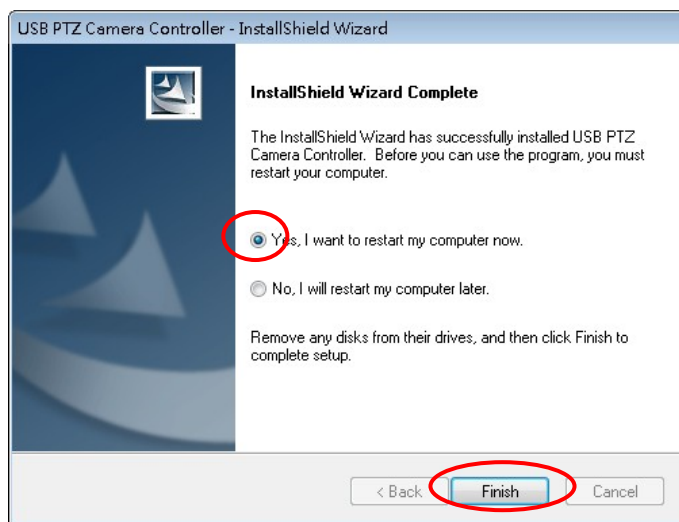 USB PTZ Camera Controller - InstallShield Wizard
InstallShield Wizard Complete
The InstallShield Wizard has successfully installed USB PTZ
Camera Controller.  Before you can use the program, you must
restart your computer.
Yes, I want to restart my computer now.
No, I will restart my computer later.
Remove any disks from their drives, and then click Finish to
complete setup.
< Back
Finish
Cancel